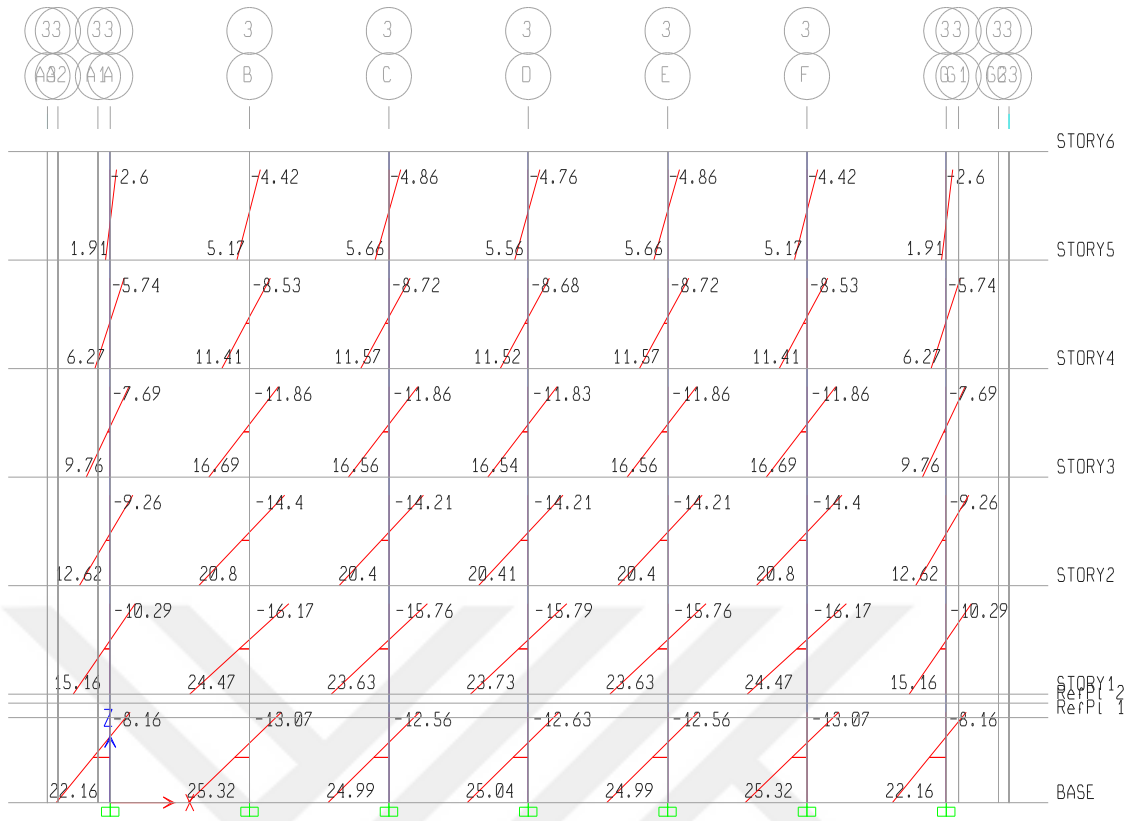 33 33 3 3 3 3 3 33 33
A3 A2 A1 A B C D E F G G1 G2 G3
STORY6
-2.6 -4.42 -4.86 -4.76 -4.86 -4.42 -2.6
1.91 5.17 5.66 5.56 5.66 5.17 1.91 STORY5
-5.74 -8.53 -8.72 -8.68 -8.72 -8.53 -5.74
6.27 11.41 11.57 11.52 11.57 11.41 6.27 STORY4
-7.69 -11.86 -11.86 -11.83 -11.86 -11.86 -7.69
9.76 16.69 16.56 16.54 16.56 16.69 9.76 STORY3
-9.26 -14.4 -14.21 -14.21 -14.21 -14.4 -9.26
12.62 20.8 20.4 20.41 20.4 20.8 12.62 STORY2
-10.29 -16.17 -15.76 -15.79 -15.76 -16.17 -10.29
15.16 24.47 23.63 23.73 23.63 24.47 15.16 STORY1
RefPl 2
RefPl 1
Z -8.16 -13.07 -12.56 -12.63 -12.56 -13.07 -8.16
22.16 X 25.32 24.99 25.04 24.99 25.32 22.16 BASE